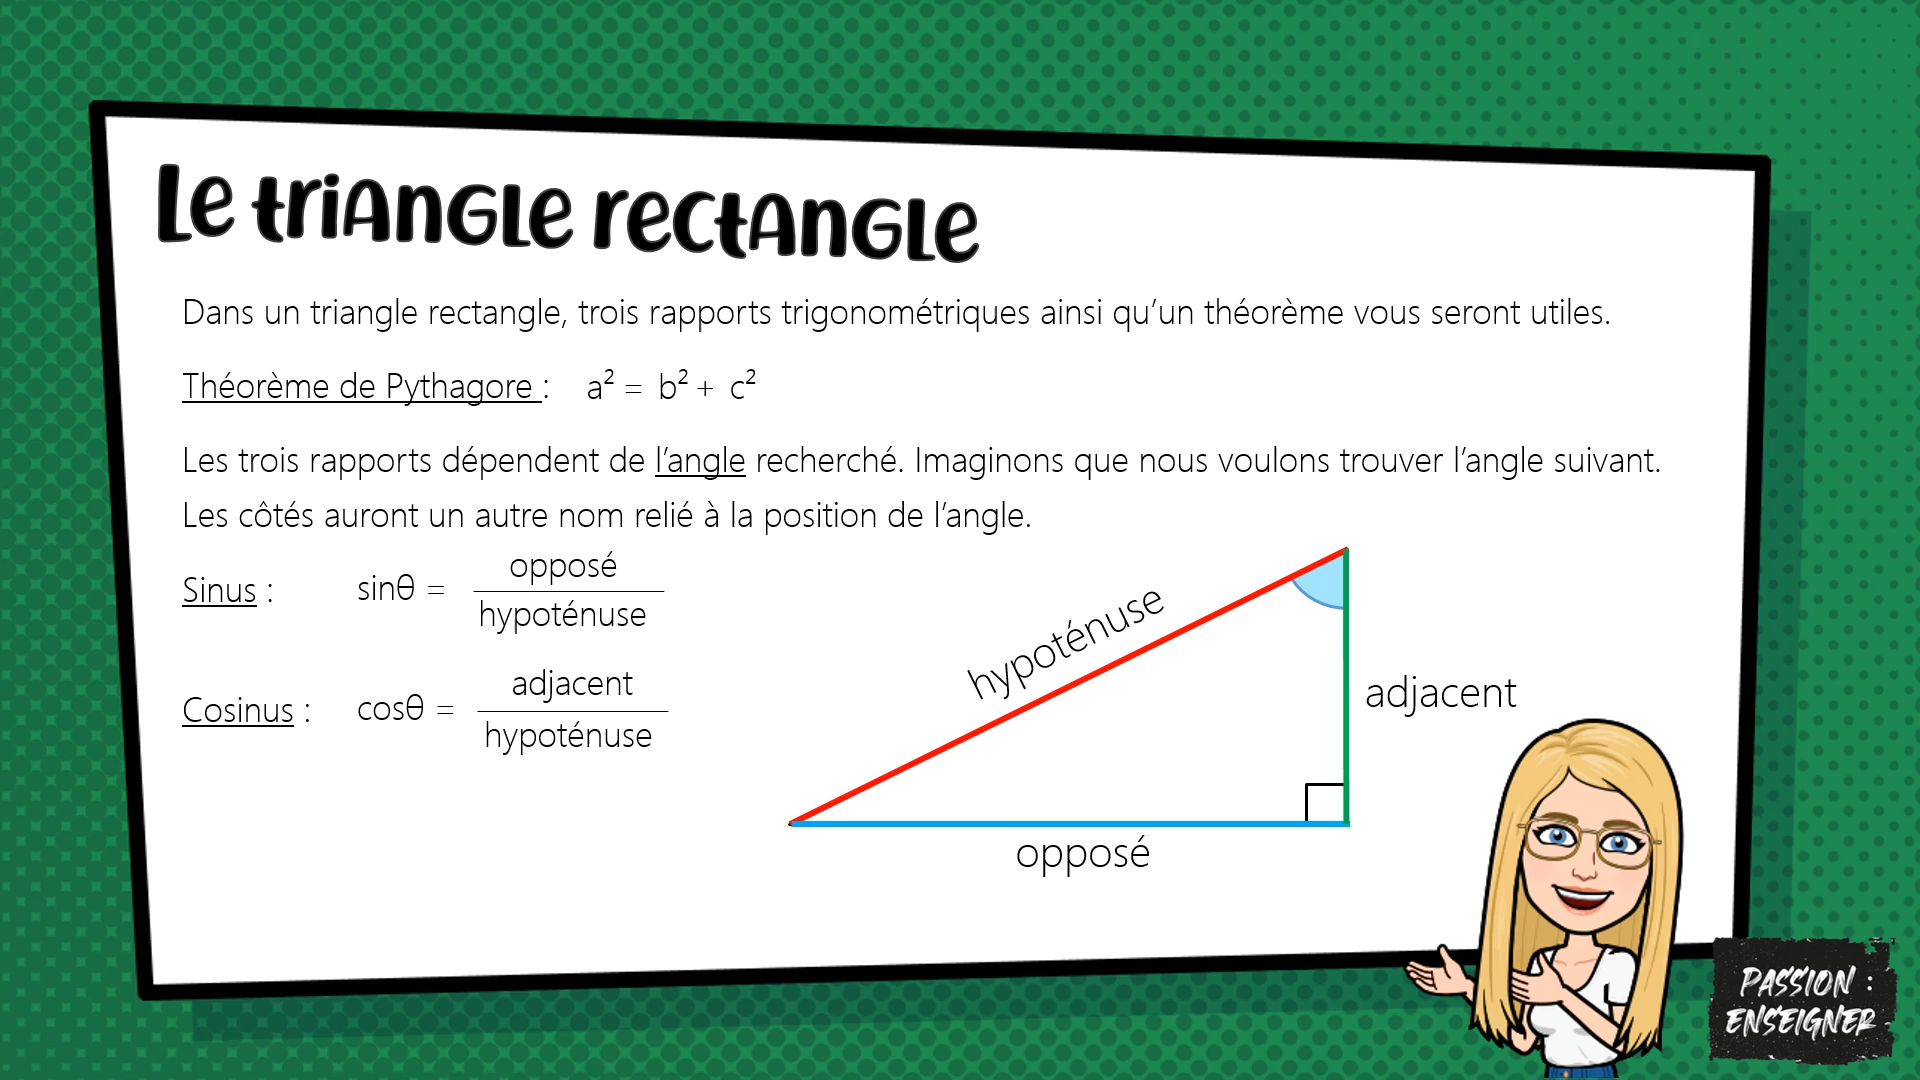 Le triangle rectangle
Dans un triangle rectangle, trois rapports trigonométriques ainsi qu’un théorème vous seront utiles.
Théorème de Pythagore : a² = b² + c²
Les trois rapports dépendent de l’angle recherché. Imaginons que nous voulons trouver l’angle suivant.
Les côtés auront un autre nom relié à la position de l’angle.
opposé
Sinus : sinθ =
hypoténuse
adjacent
Cosinus : cosθ =
hypoténuse
hypoténuse
adjacent
opposé
PASSION :
ENSEIGNER